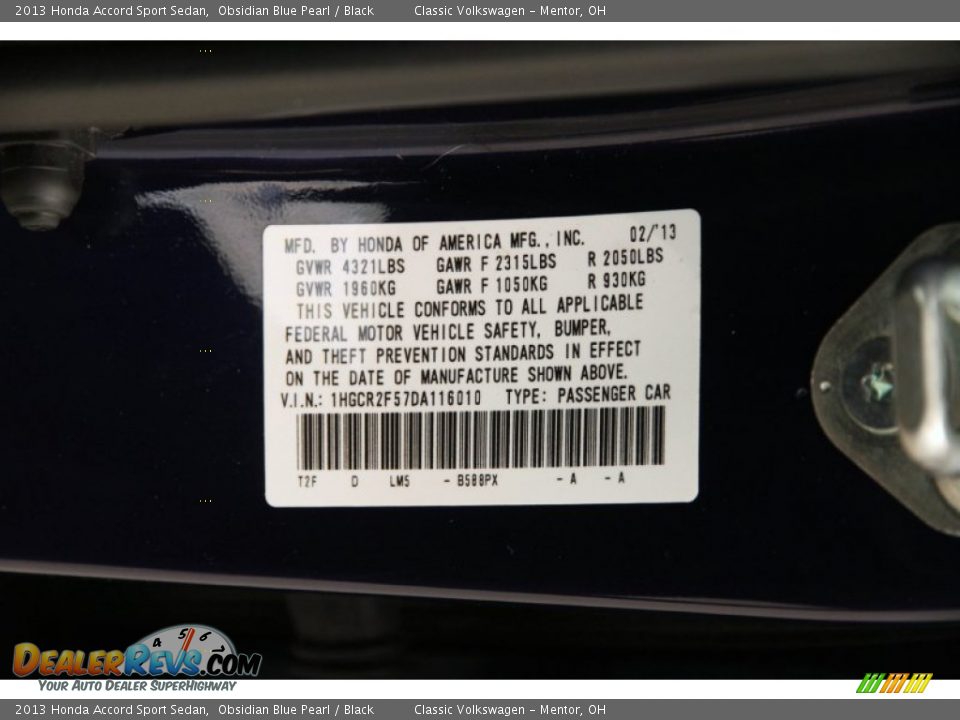 2013 Honda Accord Sport Sedan, Obsidian Blue Pearl / Black Classic Volkswagen - Mentor, OH
MFD. BY HONDA OF AMERICA MFG., INC. 02/'13
GVWR 4321LBS GAWR F 2315LBS R 2050LBS
GVWR 1960KG GAWR F 1050KG R 930KG
THIS VEHICLE CONFORMS TO ALL APPLICABLE
FEDERAL MOTOR VEHICLE SAFETY, BUMPER,
AND THEFT PREVENTION STANDARDS IN EFFECT
ON THE DATE OF MANUFACTURE SHOWN ABOVE.
V.I.N.: 1HGCR2F57DA116010 TYPE: PASSENGER CAR
T2F D LM5 - B588PX - A - A
4 5 6
DEALERREVS.COM
YOUR AUTO DEALER SUPERHIGHWAY
2013 Honda Accord Sport Sedan, Obsidian Blue Pearl / Black Classic Volkswagen - Mentor, OH